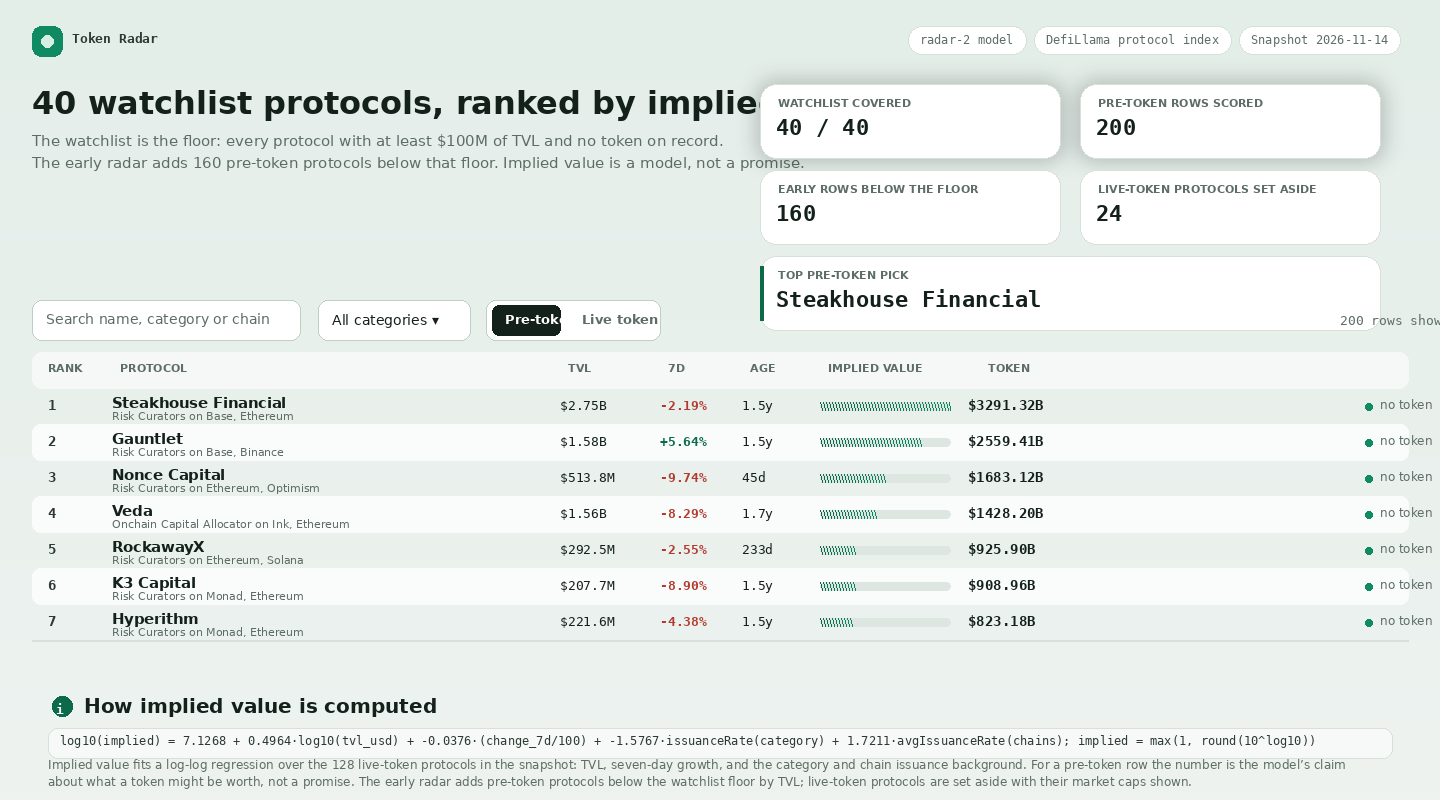 Token Radar
radar-2 model
DefiLlama protocol index
Snapshot 2026-11-14
40 watchlist protocols, ranked by implie
The watchlist is the floor: every protocol with at least $100M of TVL and no token on record.
The early radar adds 160 pre-token protocols below that floor. Implied value is a model, not a promise.
WATCHLIST COVERED
40 / 40
PRE-TOKEN ROWS SCORED
200
EARLY ROWS BELOW THE FLOOR
160
LIVE-TOKEN PROTOCOLS SET ASIDE
24
TOP PRE-TOKEN PICK
Steakhouse Financial
Search name, category or chain
All categories ▾
Pre-tok
Live token
200 rows show
RANK PROTOCOL TVL 7D AGE IMPLIED VALUE TOKEN
1 Steakhouse Financial $2.75B -2.19% 1.5y $3291.32B no token
Risk Curators on Base, Ethereum
2 Gauntlet $1.58B +5.64% 1.5y $2559.41B no token
Risk Curators on Base, Binance
3 Nonce Capital $513.8M -9.74% 45d $1683.12B no token
Risk Curators on Ethereum, Optimism
4 Veda $1.56B -8.29% 1.7y $1428.20B no token
Onchain Capital Allocator on Ink, Ethereum
5 RockawayX $292.5M -2.55% 233d $925.90B no token
Risk Curators on Ethereum, Solana
6 K3 Capital $207.7M -8.90% 1.5y $908.96B no token
Risk Curators on Monad, Ethereum
7 Hyperithm $221.6M -4.38% 1.5y $823.18B no token
Risk Curators on Monad, Ethereum
i How implied value is computed
log10(implied) = 7.1268 + 0.4964·log10(tvl_usd) + -0.0376·(change_7d/100) + -1.5767·issuanceRate(category) + 1.7211·avgIssuanceRate(chains); implied = max(1, round(10^log10))
Implied value fits a log-log regression over the 128 live-token protocols in the snapshot: TVL, seven-day growth, and the category and chain issuance background. For a pre-token row the number is the model’s claim
about what a token might be worth, not a promise. The early radar adds pre-token protocols below the watchlist floor by TVL; live-token protocols are set aside with their market caps shown.